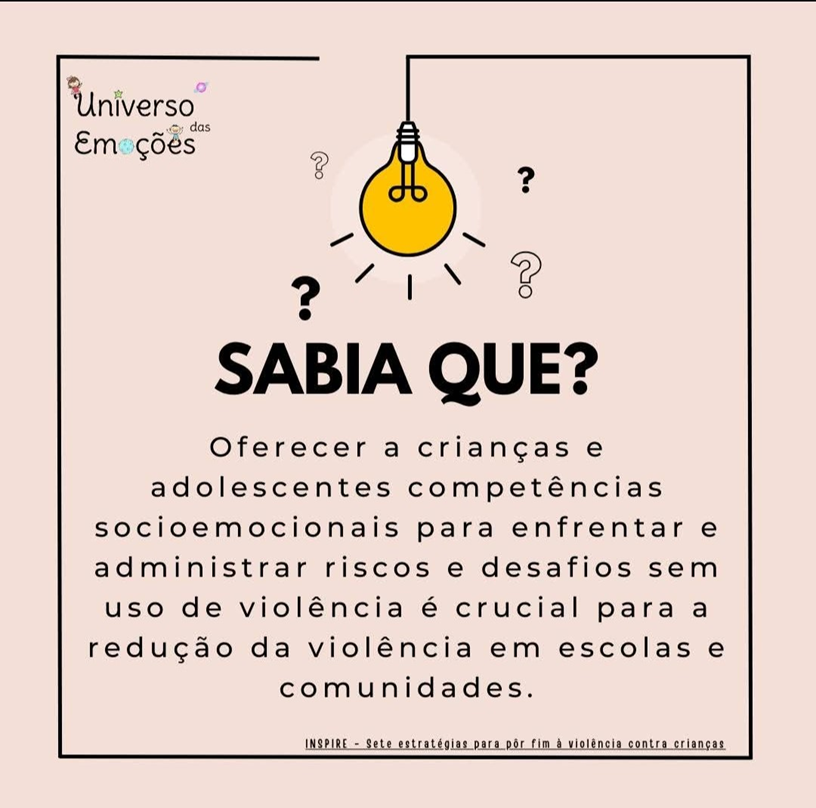 Universo
das
Emoções
?
?
?
?
SABIA QUE?
Oferecer a crianças e
adolescentes competências
socioemocionais para enfrentar e
administrar riscos e desafios sem
uso de violência é crucial para a
redução da violência em escolas e
comunidades.
INSPIRE - Sete estratégias para pôr fim à violência contra crianças